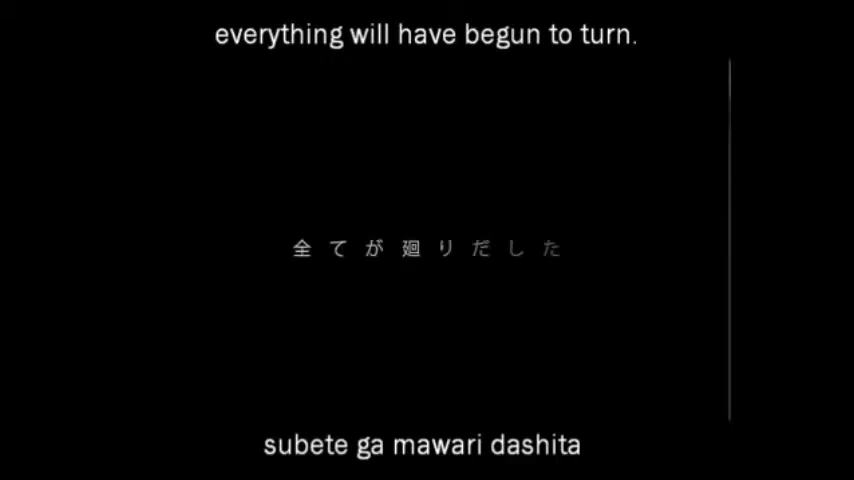 everything will have begun to turn.
全てが廻りだした
subete ga mawari dashita